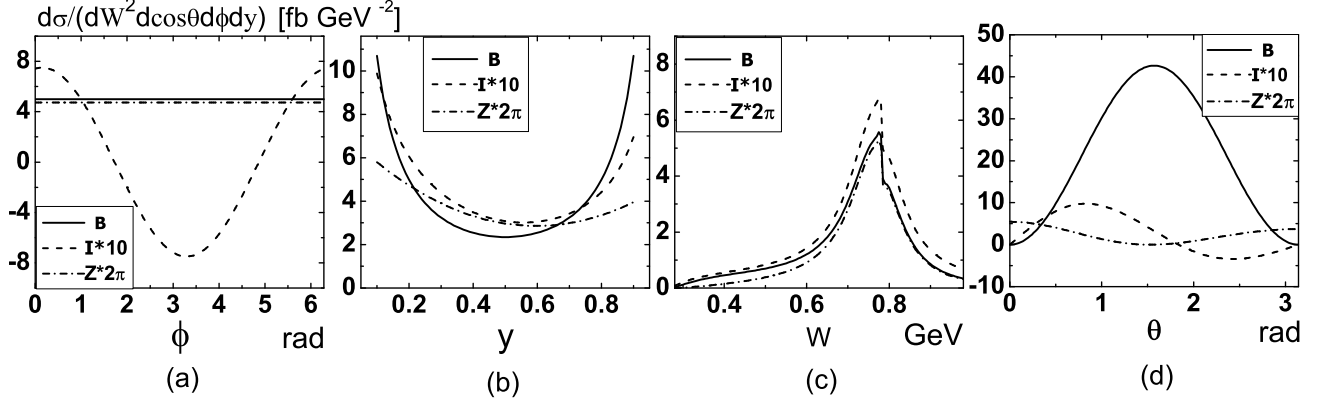 dσ/(dW²dcosθdϕdy) [fb GeV ⁻²]
8
4
0
-4
-8
B
I*10
Z*2π
0 1 2 3 4 5 6
ϕ rad
(a)
10
8
6
4
2
0
B
I*10
Z*2π
0.2 0.4 0.6 0.8
y
(b)
8
6
4
2
0
B
I*10
Z*2π
0.4 0.6 0.8
W GeV
(c)
50
40
30
20
10
0
-10
B
I*10
Z*2π
0 1 2 3
θ rad
(d)